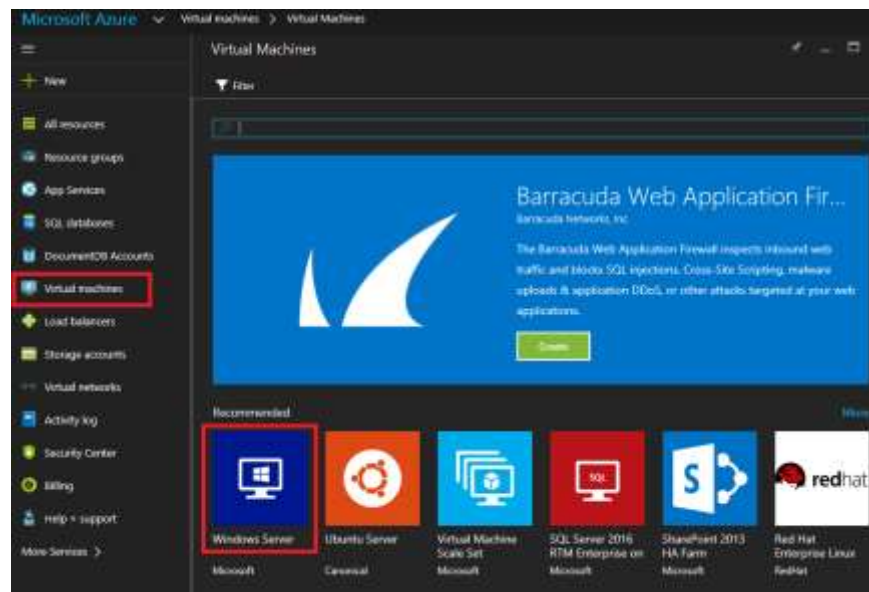 Microsoft Azure Virtual machines > Virtual Machines
Virtual Machines
New
Filter
All resources
Resource groups
App Services
SQL databases
DocumentDB Accounts
Virtual machines
Load balancers
Storage accounts
Virtual networks
Activity log
Security Center
Billing
Help + support
More Services >
Barracuda Web Application Fir...
Barracuda Networks, Inc
The Barracuda Web Application Firewall inspects inbound web
traffic and blocks SQL injections, Cross-Site Scripting, malware
uploads & application DDoS, or other attacks targeted at your web
applications.
Create
Recommended
More
SQL
S
redhat
Windows Server
Microsoft
Ubuntu Server
Canonical
Virtual Machine
Scale Set
Microsoft
SQL Server 2016
RTM Enterprise on
Microsoft
SharePoint 2013
HA Farm
Microsoft
Red Hat
Enterprise Linux
RedHat